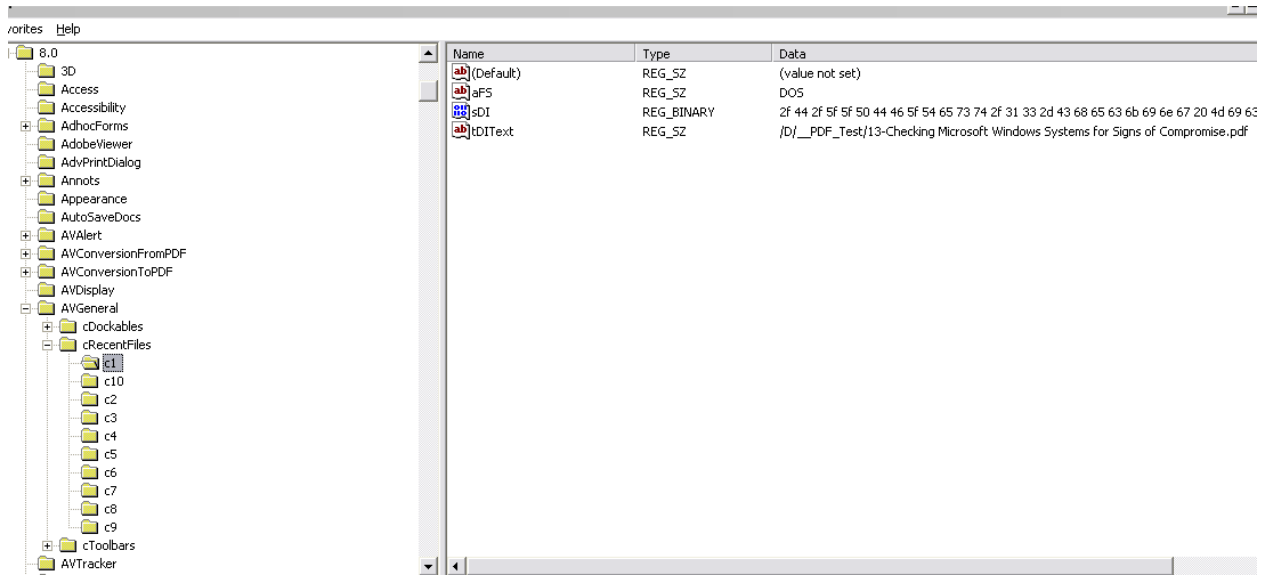 vorites Help
8.0
3D
Access
Accessibility
AdhocForms
AdobeViewer
AdvPrintDialog
Annots
Appearance
AutoSaveDocs
AVAlert
AVConversionFromPDF
AVConversionToPDF
AVDisplay
AVGeneral
cDockables
cRecentFiles
c1
c10
c2
c3
c4
c5
c6
c7
c8
c9
cToolbars
AVTracker
Name Type Data
(Default) REG_SZ (value not set)
aFS REG_SZ DOS
sDI REG_BINARY 2f 44 2f 5f 5f 50 44 46 5f 54 65 73 74 2f 31 33 2d 43 68 65 63 6b 69 6e 67 20 4d 69 63
tDIText REG_SZ /D/__PDF_Test/13-Checking Microsoft Windows Systems for Signs of Compromise.pdf